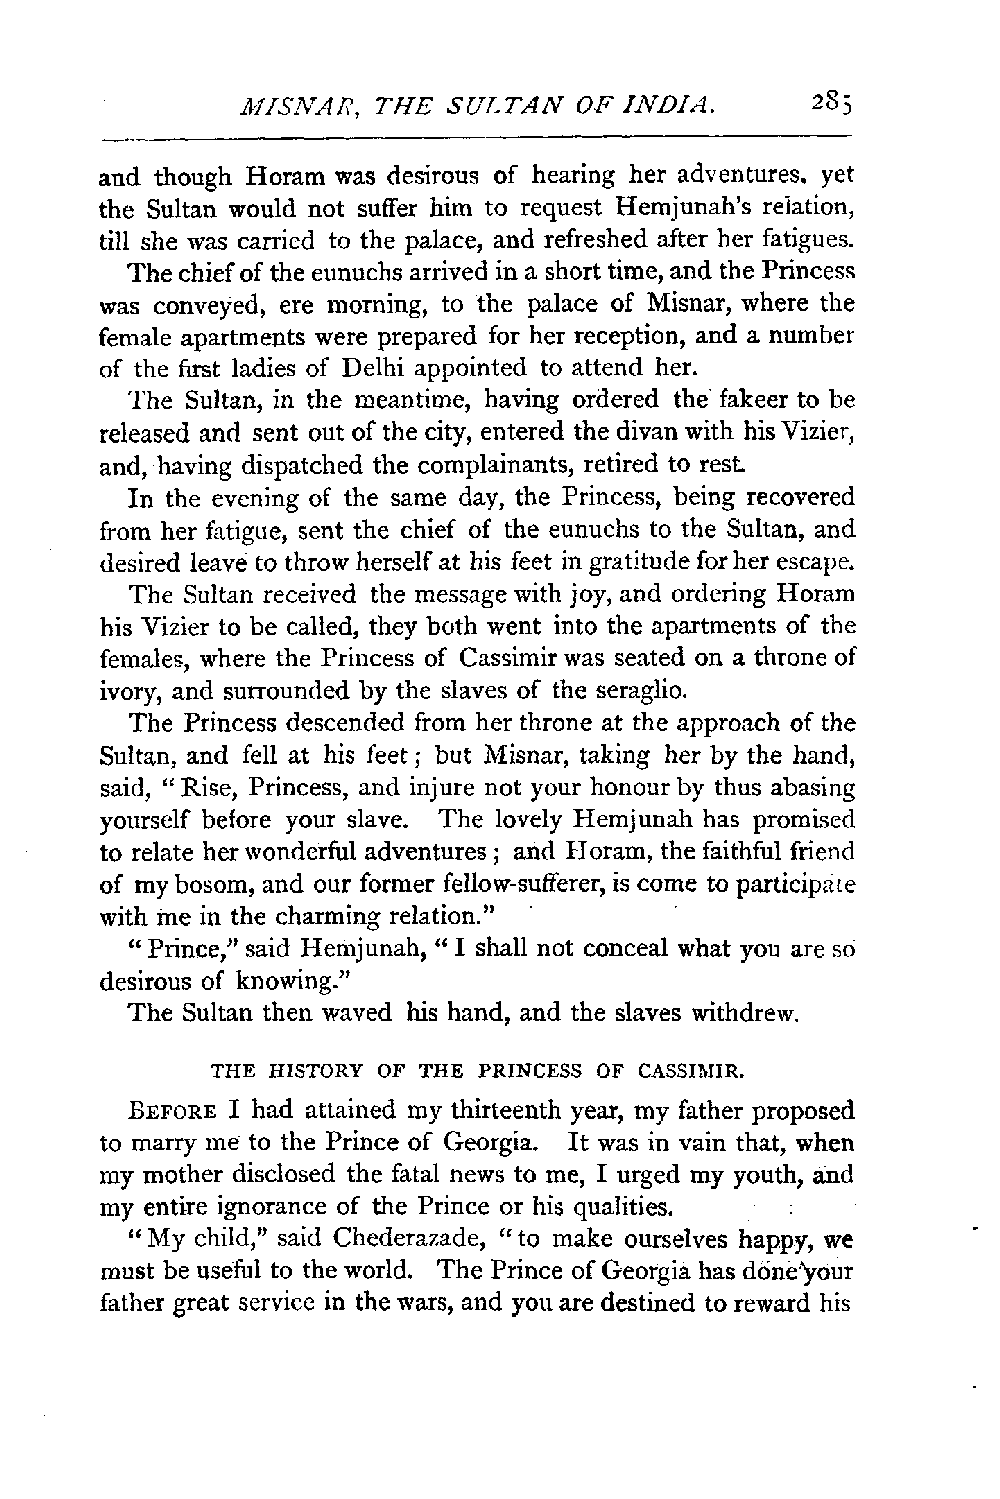 MISNAR, THE SULTAN OF INDIA. 285
and though Horam was desirous of hearing her adventures, yet
the Sultan would not suffer him to request Hemjunah's relation,
till she was carried to the palace, and refreshed after her fatigues.
The chief of the eunuchs arrived in a short time, and the Princess
was conveyed, ere morning, to the palace of Misnar, where the
female apartments were prepared for her reception, and a number
of the first ladies of Delhi appointed to attend her.
The Sultan, in the meantime, having ordered the fakeer to be
released and sent out of the city, entered the divan with his Vizier,
and, having dispatched the complainants, retired to rest.
In the evening of the same day, the Princess, being recovered
from her fatigue, sent the chief of the eunuchs to the Sultan, and
desired leave to throw herself at his feet in gratitude for her escape.
The Sultan received the message with joy, and ordering Horam
his Vizier to be called, they both went into the apartments of the
females, where the Princess of Cassimir was seated on a throne of
ivory, and surrounded by the slaves of the seraglio.
The Princess descended from her throne at the approach of the
Sultan, and fell at his feet; but Misnar, taking her by the hand,
said, "Rise, Princess, and injure not your honour by thus abasing
yourself before your slave. The lovely Hemjunah has promised
to relate her wonderful adventures; and Horam, the faithful friend
of my bosom, and our former fellow-sufferer, is come to participate
with me in the charming relation."
"Prince," said Hemjunah, "I shall not conceal what you are so
desirous of knowing."
The Sultan then waved his hand, and the slaves withdrew.
THE HISTORY OF THE PRINCESS OF CASSIMIR.
BEFORE I had attained my thirteenth year, my father proposed
to marry me to the Prince of Georgia. It was in vain that, when
my mother disclosed the fatal news to me, I urged my youth, and
my entire ignorance of the Prince or his qualities.
"My child," said Chederazade, "to make ourselves happy, we
must be useful to the world. The Prince of Georgia has done your
father great service in the wars, and you are destined to reward his